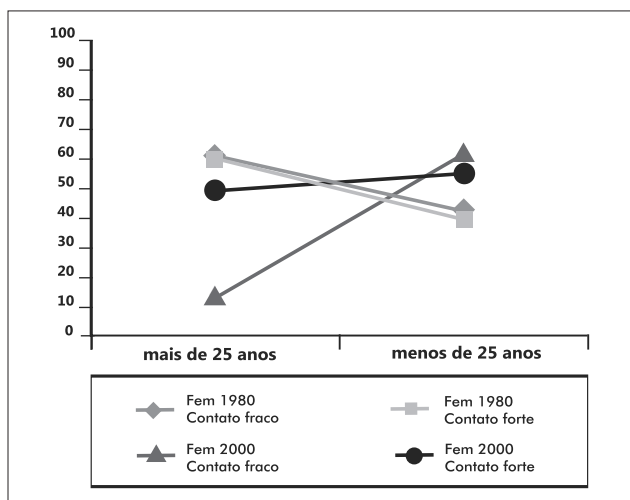 100
90
80
70
60
50
40
30
20
10
0
mais de 25 anos
menos de 25 anos
Fem 1980
Contato fraco
Fem 1980
Contato forte
Fem 2000
Contato fraco
Fem 2000
Contato forte